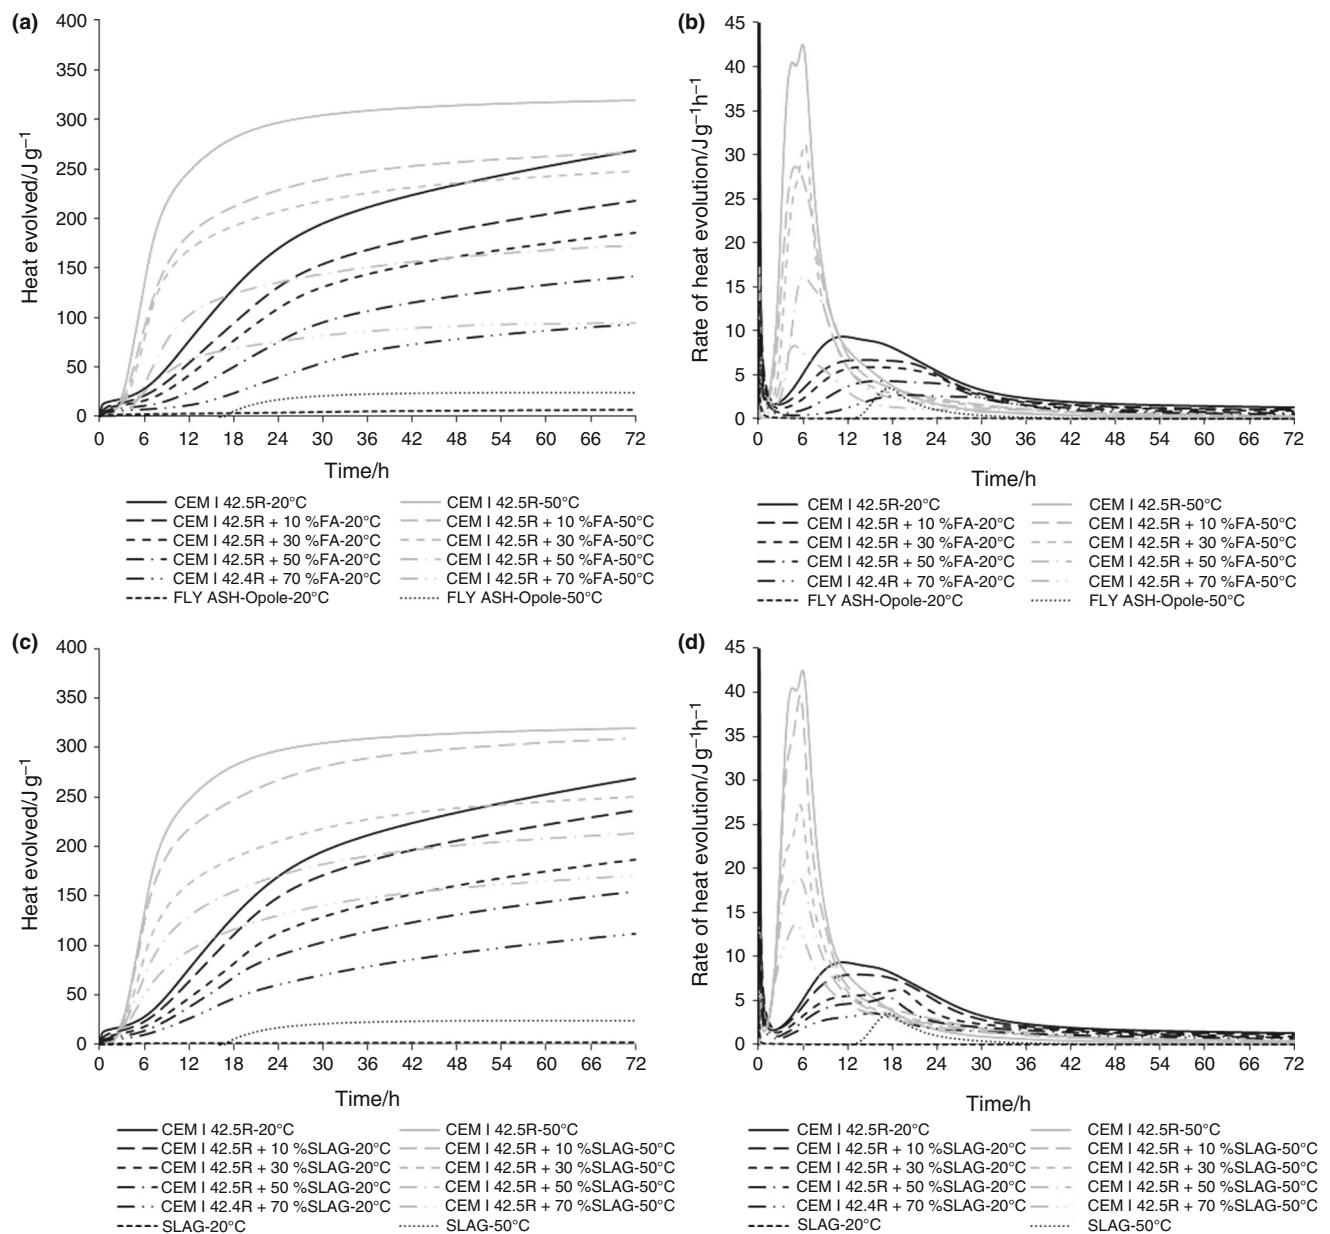 (a)
400
350
300
250
200
150
100
50
0
Heat evolved/J g−1
0 6 12 18 24 30 36 42 48 54 60 66 72
Time/h
CEM I 42.5R-20°C
CEM I 42.5R + 10 %FA-20°C
CEM I 42.5R + 30 %FA-20°C
CEM I 42.5R + 50 %FA-20°C
CEM I 42.4R + 70 %FA-20°C
FLY ASH-Opole-20°C
CEM I 42.5R-50°C
CEM I 42.5R + 10 %FA-50°C
CEM I 42.5R + 30 %FA-50°C
CEM I 42.5R + 50 %FA-50°C
CEM I 42.5R + 70 %FA-50°C
FLY ASH-Opole-50°C
(b)
45
40
35
30
25
20
15
10
5
0
Rate of heat evolution/J g−1h−1
0 6 12 18 24 30 36 42 48 54 60 66 72
Time/h
CEM I 42.5R-20°C
CEM I 42.5R + 10 %FA-20°C
CEM I 42.5R + 30 %FA-20°C
CEM I 42.5R + 50 %FA-20°C
CEM I 42.4R + 70 %FA-20°C
FLY ASH-Opole-20°C
CEM I 42.5R-50°C
CEM I 42.5R + 10 %FA-50°C
CEM I 42.5R + 30 %FA-50°C
CEM I 42.5R + 50 %FA-50°C
CEM I 42.5R + 70 %FA-50°C
FLY ASH-Opole-50°C
(c)
400
350
300
250
200
150
100
50
0
Heat evolved/J g−1
0 6 12 18 24 30 36 42 48 54 60 66 72
Time/h
CEM I 42.5R-20°C
CEM I 42.5R + 10 %SLAG-20°C
CEM I 42.5R + 30 %SLAG-20°C
CEM I 42.5R + 50 %SLAG-20°C
CEM I 42.4R + 70 %SLAG-20°C
SLAG-20°C
CEM I 42.5R-50°C
CEM I 42.5R + 10 %SLAG-50°C
CEM I 42.5R + 30 %SLAG-50°C
CEM I 42.5R + 50 %SLAG-50°C
CEM I 42.5R + 70 %SLAG-50°C
SLAG-50°C
(d)
45
40
35
30
25
20
15
10
5
0
Rate of heat evolution/J g−1h−1
0 6 12 18 24 30 36 42 48 54 60 66 72
Time/h
CEM I 42.5R-20°C
CEM I 42.5R + 10 %SLAG-20°C
CEM I 42.5R + 30 %SLAG-20°C
CEM I 42.5R + 50 %SLAG-20°C
CEM I 42.4R + 70 %SLAG-20°C
SLAG-20°C
CEM I 42.5R-50°C
CEM I 42.5R + 10 %SLAG-50°C
CEM I 42.5R + 30 %SLAG-50°C
CEM I 42.5R + 50 %SLAG-50°C
CEM I 42.5R + 70 %SLAG-50°C
SLAG-50°C